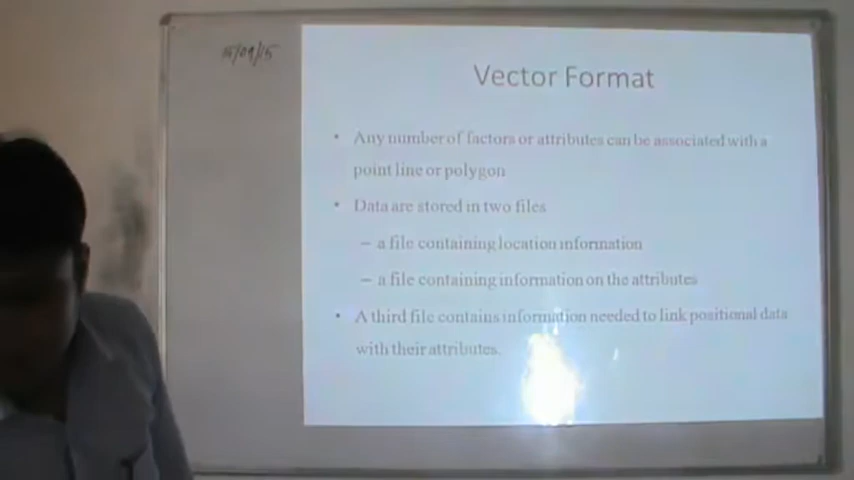 15/09/15
Vector Format
• Any number of factors or attributes can be associated with a
point line or polygon
• Data are stored in two files
– a file containing location information
– a file containing information on the attributes
• A third file contains information needed to link positional data
with their attributes.